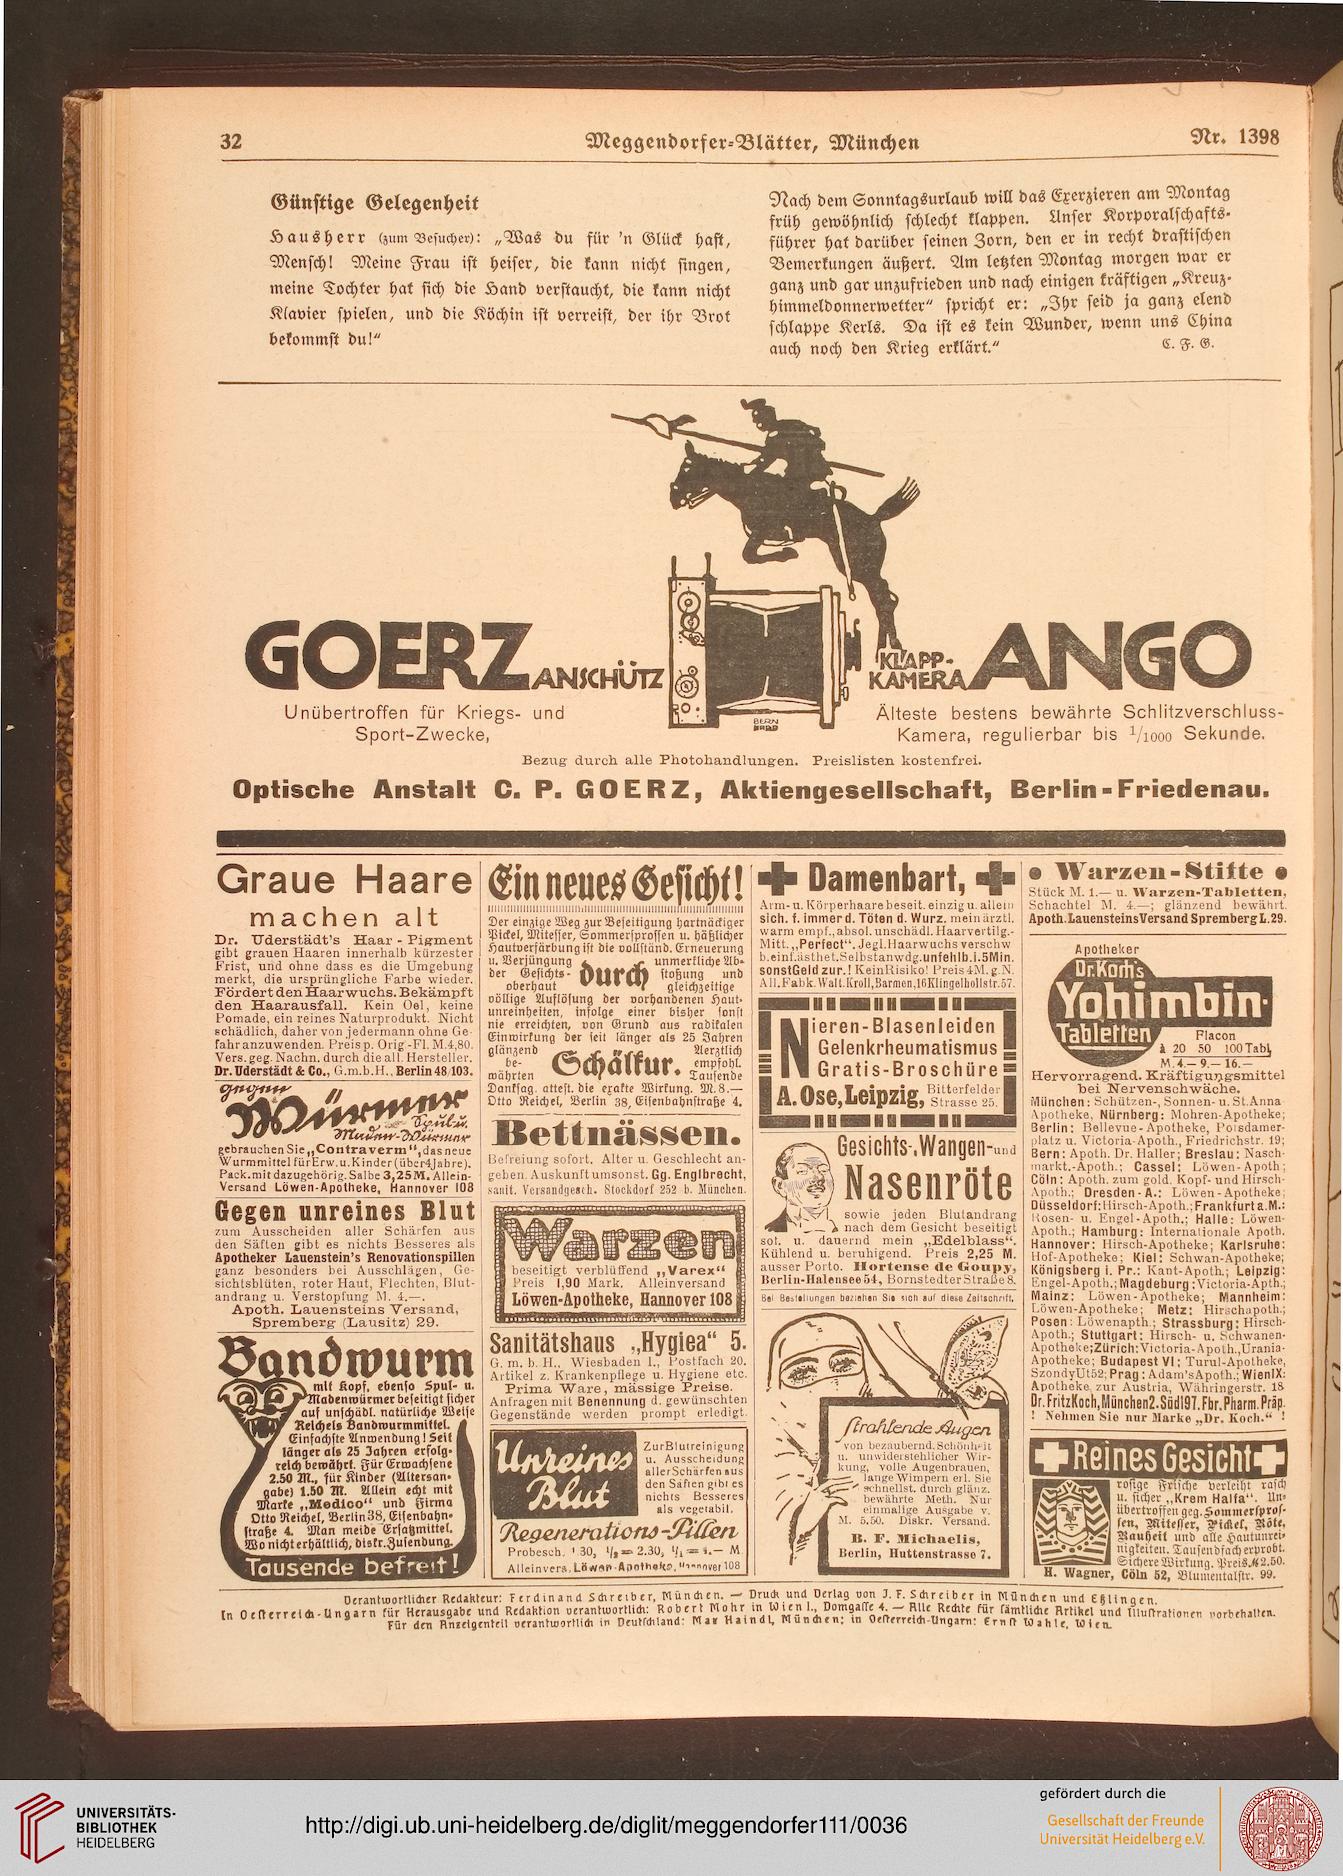 32
Meggendorfer-Blätter, München
Nr. 1398
Günstige Gelegenheit
Hausherr (zum Besucher): „Was du für 'n Glück hast,
Mensch! Meine Frau ist heiser, die kann nicht singen,
meine Tochter hat sich die Hand verstaucht, die kann nicht
Klavier spielen, und die Köchin ist verreist, der ihr Brot
bekommst du!"
Nach dem Sonntagsurlaub will das Exerzieren am Montag
früh gewöhnlich schlecht klappen. Unser Korporalschafts-
führer hat darüber seinen Zorn, den er in recht drastischen
Bemerkungen äußert. Am letzten Montag morgen war er
ganz und gar unzufrieden und nach einigen kräftigen „Kreuz-
himmeldonnerwetter" spricht er: „Ihr seid ja ganz elend
schlappe Kerls. Da ist es kein Wunder, wenn uns China
auch noch den Krieg erklärt."
C. F. G.
GOERZ ANSCHÜTZ
KLAPP-
KAMERA ANGO
Unübertroffen für Kriegs- und
Sport-Zwecke,
BERN
HARD
Älteste bestens bewährte Schlitzverschluss-
Kamera, regulierbar bis 1/1000 Sekunde.
Bezug durch alle Photohandlungen. Preislisten kostenfrei.
Optische Anstalt C. P. GOERZ, Aktiengesellschaft, Berlin-Friedenau.
Graue Haare
machen alt
Dr. Uderstädt's Haar-Pigment
gibt grauen Haaren innerhalb kürzester
Frist, und ohne dass es die Umgebung
merkt, die ursprüngliche Farbe wieder.
Fördert den Haarwuchs. Bekämpft
den Haarausfall. Kein Oel, keine
Pomade, ein reines Naturprodukt. Nicht
schädlich, daher von jedermann ohne Ge-
fahr anzuwenden. Preis p. Orig-Fl. M.4,80.
Vers. geg. Nachn. durch die all. Hersteller.
Dr. Uderstädt & Co., G.m.b.H., Berlin 48/103.
gegen
Würmer
Spul- u.
Maden-Würmer
gebrauchen Sie „Contraverm", das neue
Wurmmittel für Erw. u. Kinder (über 4 Jahre).
Pack. mit dazugehörig. Salbe 3,25 M. Allein-
Versand Löwen-Apotheke, Hannover 108
Gegen unreines Blut
zum Ausscheiden aller Schärfen aus
den Säften gibt es nichts Besseres als
Apotheker Lauenstein's Renovationspillen
ganz besonders bei Ausschlägen, Ge-
sichtsblüten, roter Haut, Flechten, Blut-
andrang u. Verstopfung M. 4.—.
Apoth. Lauensteins Versand,
Spremberg (Lausitz) 29.
Bandwurm
mit Kopf, ebenso Spul- u.
Madenwürmer beseitigt sicher
auf unschädl. natürliche Weise
Reichels Bandwurmmittel.
Einfachste Anwendung! Seit
länger als 25 Jahren erfolg-
reich bewährt. Für Erwachsene
2.50 M., für Kinder (Altersan-
gabe) 1.50 M. Allein echt mit
Marke „Medico" und Firma
Otto Reichel, Berlin 38, Eisenbahn-
straße 4. Man meide Ersatzmittel.
Wo nicht erhältlich, diskr. Zusendung.
Tausende befreit!
Ein neues Gesicht!
Der einzige Weg zur Beseitigung hartnäckiger
Pickel, Mitesser, Sommersprossen u. häßlicher
Hautverfärbung ist die vollständ. Erneuerung
u. Verjüngung
der Gesichts-
oberhaut
durch
unmerkliche Ab-
stoßung und
gleichzeitige
völlige Auflösung der vorhandenen Haut-
unreinheiten, infolge einer bisher sonst
nie erreichten, von Grund aus radikalen
Einwirkung der seit länger als 25 Jahren
glänzend
be-
währten
Schälkur.
Aerztlich
empfohl.
Tausende
Danksag. attest. die exakte Wirkung. M. 8.—
Otto Reichel, Berlin 38, Eisenbahnstraße 4.
Bettnässen.
Befreiung sofort. Alter u. Geschlecht an-
geben. Auskunft umsonst. Gg. Englbrecht,
sanit. Versandgesch. Stockdorf 252 b. München.
Warzen
beseitigt verblüffend „Varex"
Preis 1,90 Mark. Alleinversand
Löwen-Apotheke, Hannover 108
Sanitätshaus „Hygiea" 5.
G. m. b. H., Wiesbaden I., Postfach 20.
Artikel z. Krankenpflege u. Hygiene etc.
Prima Ware, mässige Preise.
Anfragen mit Benennung d. gewünschten
Gegenstände werden prompt erledigt.
Unreines
Blut
Zur Blutreinigung
u. Ausscheidung
aller Schärfen aus
den Säften gibt es
nichts Besseres
als vegetabil.
Regenerations-Pillen
Probesch. 1 30, 1/2 = 2.30, 1/1 = 4.— M
Alleinvers. Löwen-Apotheke, Hannover 108
Damenbart,
Arm- u. Körperhaare beseit. einzig u. allein
sich. f. immer d. Töten d. Wurz. mein ärztl.
warm empf., absol. unschädl. Haarvertilg.-
Mitt. „Perfect". Jegl. Haarwuchs verschw
b. einf. ästhet. Selbstanwdg. unfehlb. i. 5 Min.
sonst Geld zur.! Kein Risiko! Preis 4 M. g. N.
All. Fabk. Walt. Kroll, Barmen, 16 Klingelhollstr. 57.
Nieren-Blasenleiden
Gelenkrheumatismus
Gratis-Broschüre
A. Ose, Leipzig, Bitterfelder
Strasse 25.
Gesichts-, Wangen- und
Nasenröte
sowie jeden Blutandrang
nach dem Gesicht beseitigt
sof. u. dauernd mein „Edelblass".
Kühlend u. beruhigend. Preis 2,25 M.
ausser Porto. Hortense de Goupy,
Berlin-Halensee 54, Bornstedter Straße 8.
Bei Bestellungen beziehen Sie sich auf diese Zeitschrift.
Strahlende Augen
von bezaubernd. Schönheit
u. unwiderstehlicher Wir-
kung, volle Augenbrauen,
lange Wimpern erl. Sie
schnellst. durch glänz.
bewährte Meth. Nur
einmalige Ausgabe v.
M. 5,50. Diskr. Versand.
B. F. Michaelis,
Berlin, Huttenstrasse 7.
Warzen-Stifte
Stück M. 1.— u. Warzen-Tabletten,
Schachtel M. 4.—; glänzend bewährt.
Apoth. Lauensteins Versand Spremberg L. 29.
Apotheker
Dr. Koch's
Yohimbin-
Tabletten
Flacon
à 20 50 100 Tabl.
M. 4.— 9.— 16.—
Hervorragend. Kräftigungsmittel
bei Nervenschwäche.
München: Schützen-, Sonnen- u. St. Anna
Apotheke, Nürnberg: Mohren-Apotheke;
Berlin: Bellevue-Apotheke, Potsdamer-
platz u. Victoria-Apoth., Friedrichstr. 19;
Bern: Apoth. Dr. Haller; Breslau: Nasch-
markt.-Apoth.; Cassel: Löwen-Apoth;
Cöln: Apoth. zum gold. Kopf- und Hirsch-
Apoth.; Dresden-A.: Löwen-Apotheke;
Düsseldorf: Hirsch-Apoth.; Frankfurt a. M.:
Rosen- u. Engel-Apoth.; Halle: Löwen-
Apoth.; Hamburg: Internationale Apoth.
Hannover: Hirsch-Apotheke; Karlsruhe:
Hof-Apotheke; Kiel: Schwan-Apotheke;
Königsberg i. Pr.: Kant-Apoth.; Leipzig:
Engel-Apoth.; Magdeburg: Victoria-Apth.;
Mainz: Löwen-Apotheke; Mannheim:
Löwen-Apotheke; Metz: Hirschapoth.;
Posen: Löwenapth.; Strassburg: Hirsch-
Apoth.; Stuttgart: Hirsch- u. Schwanen-
Apotheke; Zürich: Victoria-Apoth., Urania-
Apotheke; Budapest VI: Turul-Apotheke,
Szondy Ut 52; Prag: Adam's Apoth.; Wien IX:
Apotheke zur Austria, Währingerstr. 18
Dr. Fritz Koch, München 2. Süd 197. Fbr. Pharm. Präp.
! Nehmen Sie nur Marke „Dr. Koch." !
Reines Gesicht
rosige Frische verleiht rasch
u. sicher „Krem Halfa". Un-
übertroffen geg. Sommerspros-
sen, Mitesser, Pickel, Röte,
Rauheit und alle Hautunrei-
nigkeiten. Tausendfach erprobt.
Sichere Wirkung. Preis M 2.50.
H. Wagner, Cöln 52, Blumentalstr. 99.
Verantwortlicher Redakteur: Ferdinand Schreiber, München. — Druck und Verlag von J. F. Schreiber in München und Eßlingen.
In Oesterreich-Ungarn für Herausgabe und Redaktion verantwortlich: Robert Mohr in Wien I., Domgasse 4. — Alle Rechte für sämtliche Artikel und Illustrationen vorbehalten.
Für den Anzeigenteil verantwortlich in Deutschland: Max Haindl, München; in Oesterreich-Ungarn: Ernst Wahle, Wien.
UNIVERSITÄTS-
BIBLIOTHEK
HEIDELBERG
http://digi.ub.uni-heidelberg.de/diglit/meggendorfer111/0036
gefördert durch die
Gesellschaft der Freunde
Universität Heidelberg e.V.